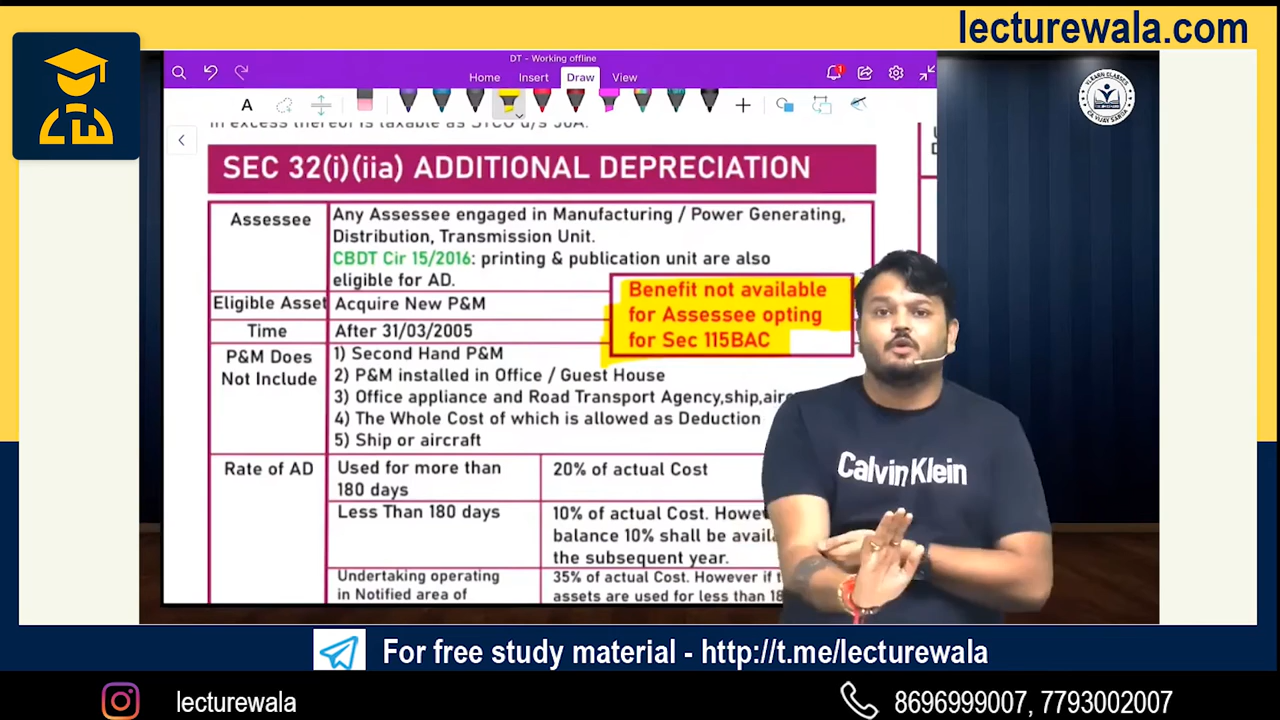 lecturewala.com
DT - Working offline
Home Insert Draw View
SEC 32(i)(iia) ADDITIONAL DEPRECIATION
Assessee
Any Assessee engaged in Manufacturing / Power Generating,
Distribution, Transmission Unit.
CBDT Cir 15/2016: printing & publication unit are also
eligible for AD.
Eligible Asset
Acquire New P&M
Benefit not available
for Assessee opting
for Sec 115BAC
Time
After 31/03/2005
P&M Does
Not Include
1) Second Hand P&M
2) P&M installed in Office / Guest House
3) Office appliance and Road Transport Agency,ship,airc
4) The Whole Cost of which is allowed as Deduction
5) Ship or aircraft
Rate of AD
Used for more than
180 days
20% of actual Cost
Less Than 180 days
10% of actual Cost. Howe
balance 10% shall be avail
the subsequent year.
Undertaking operating
in Notified area of
35% of actual Cost. However if t
assets are used for less than 18
Calvin Klein
For free study material - http://t.me/lecturewala
lecturewala
8696999007, 7793002007